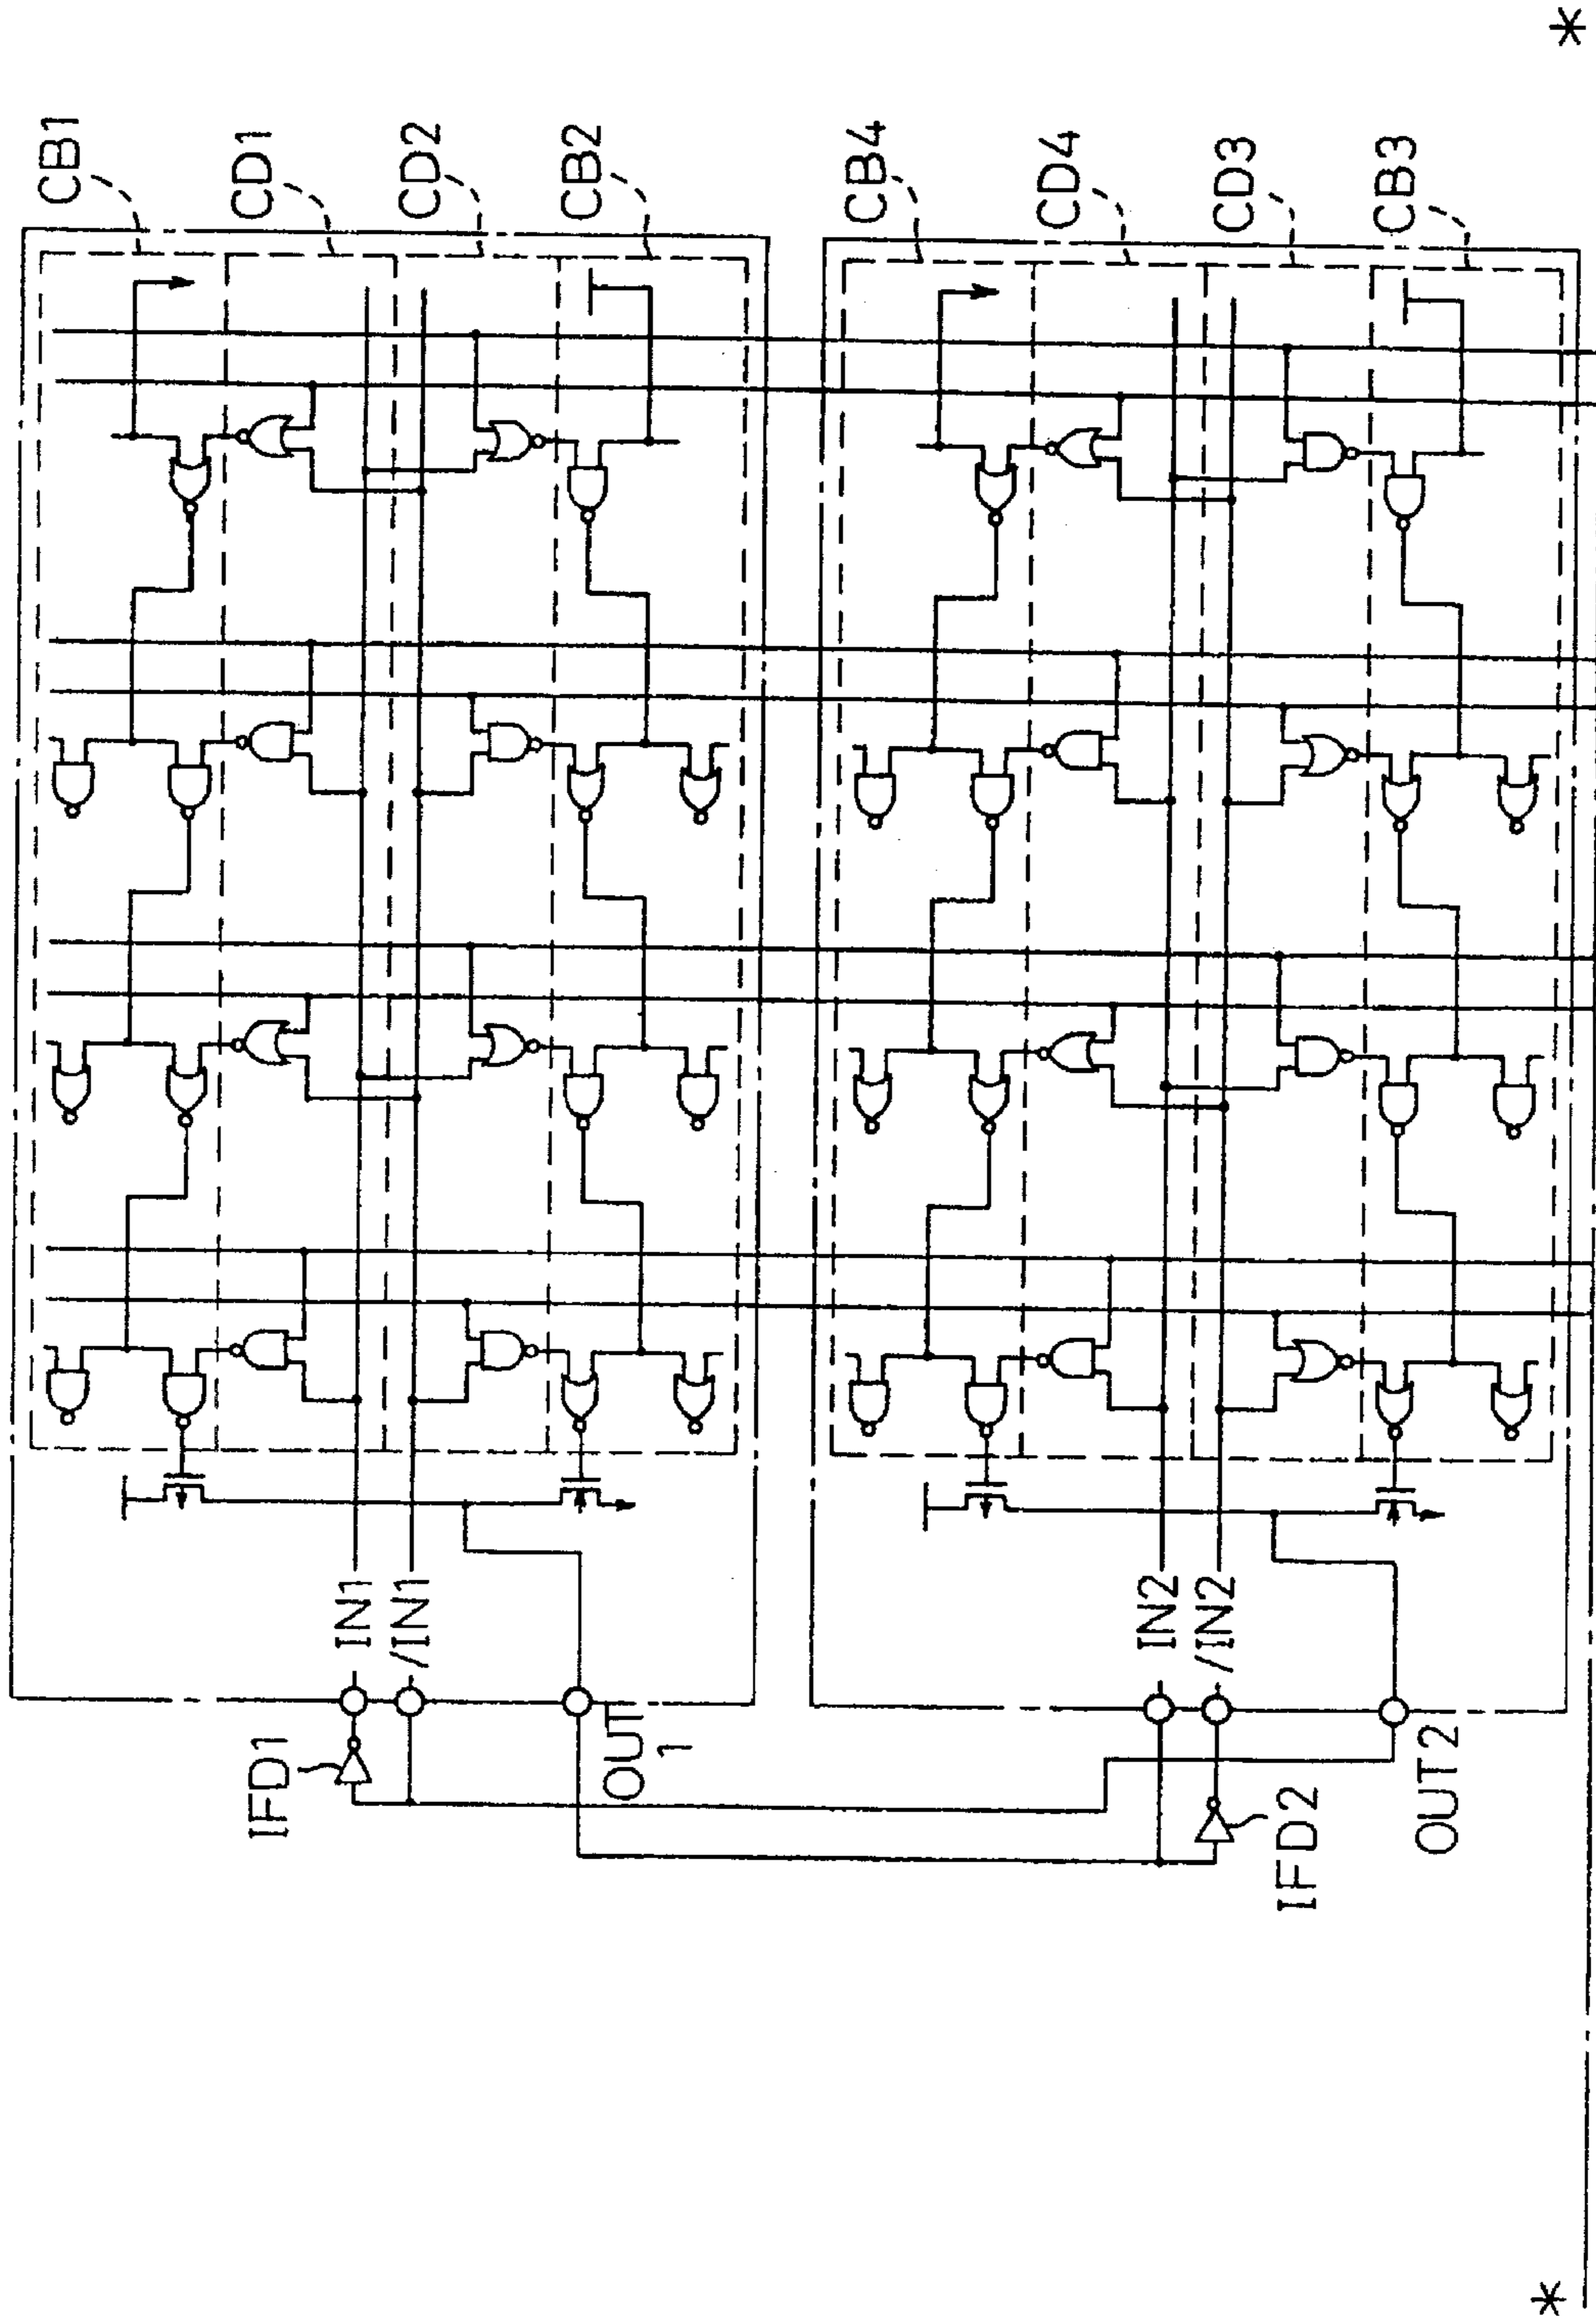 *
CB1
CD1
CD2
CB2
CB4
CD4
CD3
CB3
IN1
/IN1
IN2
/IN2
IFD1
OUT
1
IFD2
OUT2
*